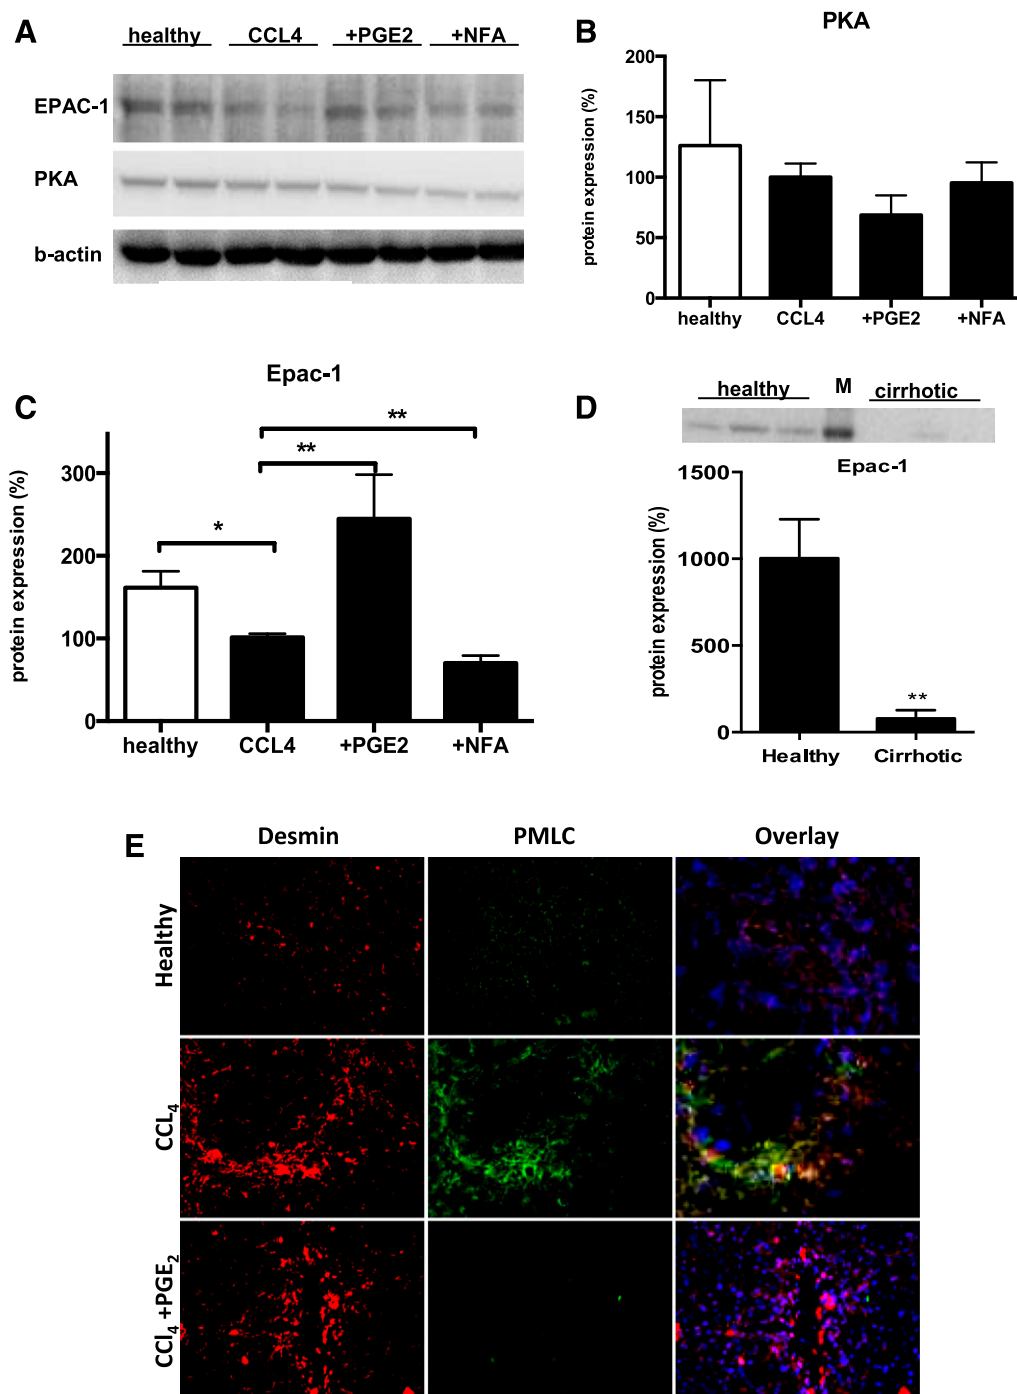 A
healthy CCL4 +PGE2 +NFA
EPAC-1
PKA
b-actin
B
PKA
protein expression (%)
200
150
100
50
0
healthy CCL4 +PGE2 +NFA
C
Epac-1
protein expression (%)
300
200
100
0
*
**
**
healthy CCL4 +PGE2 +NFA
D
healthy M cirrhotic
Epac-1
protein expression (%)
1500
1000
500
0
**
Healthy Cirrhotic
E
Desmin PMLC Overlay
Healthy
CCL4
CCl4 +PGE2